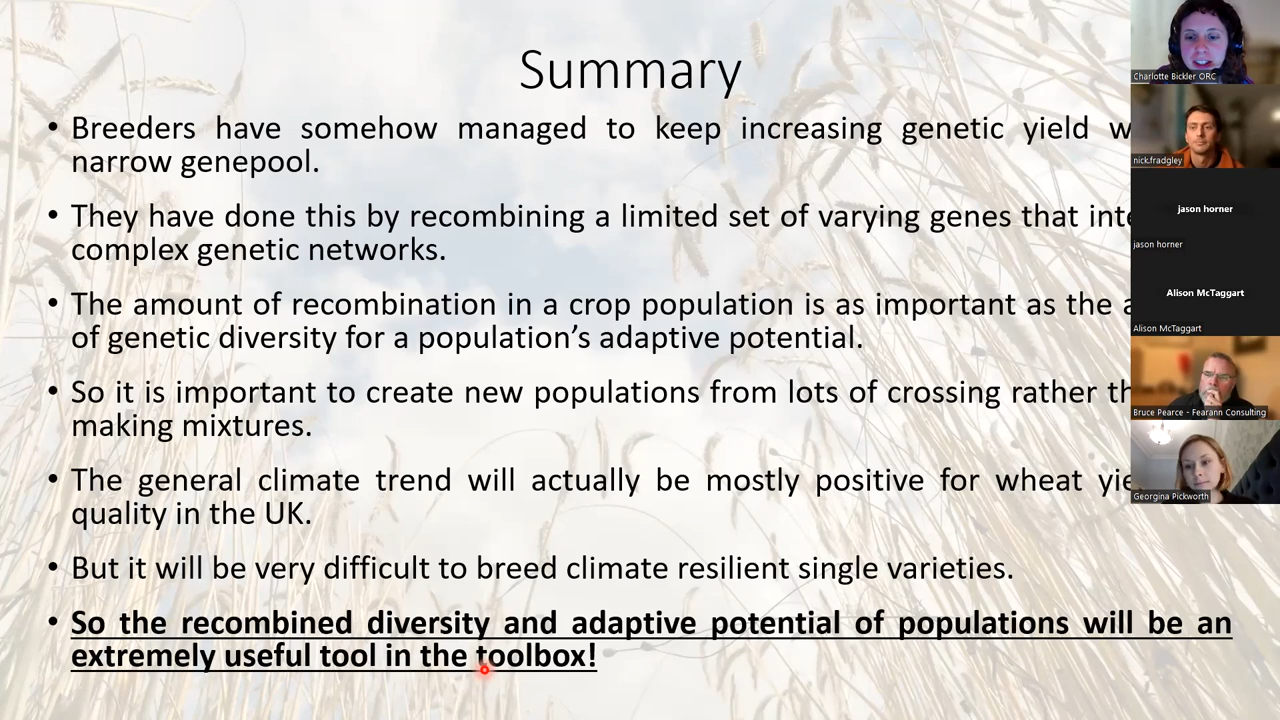 Summary
• Breeders have somehow managed to keep increasing genetic yield
narrow genepool.
• They have done this by recombining a limited set of varying genes that
complex genetic networks.
• The amount of recombination in a crop population is as important as the
of genetic diversity for a population’s adaptive potential.
• So it is important to create new populations from lots of crossing rather
making mixtures.
• The general climate trend will actually be mostly positive for wheat
quality in the UK.
• But it will be very difficult to breed climate resilient single varieties.
• So the recombined diversity and adaptive potential of populations will be an
extremely useful tool in the toolbox!
Charlotte Bickler ORC
nick.fradgley
jason horner
jason horner
Alison McTaggart
Alison McTaggart
Bruce Pearce - Fearann Consulting
Georgina Pickworth